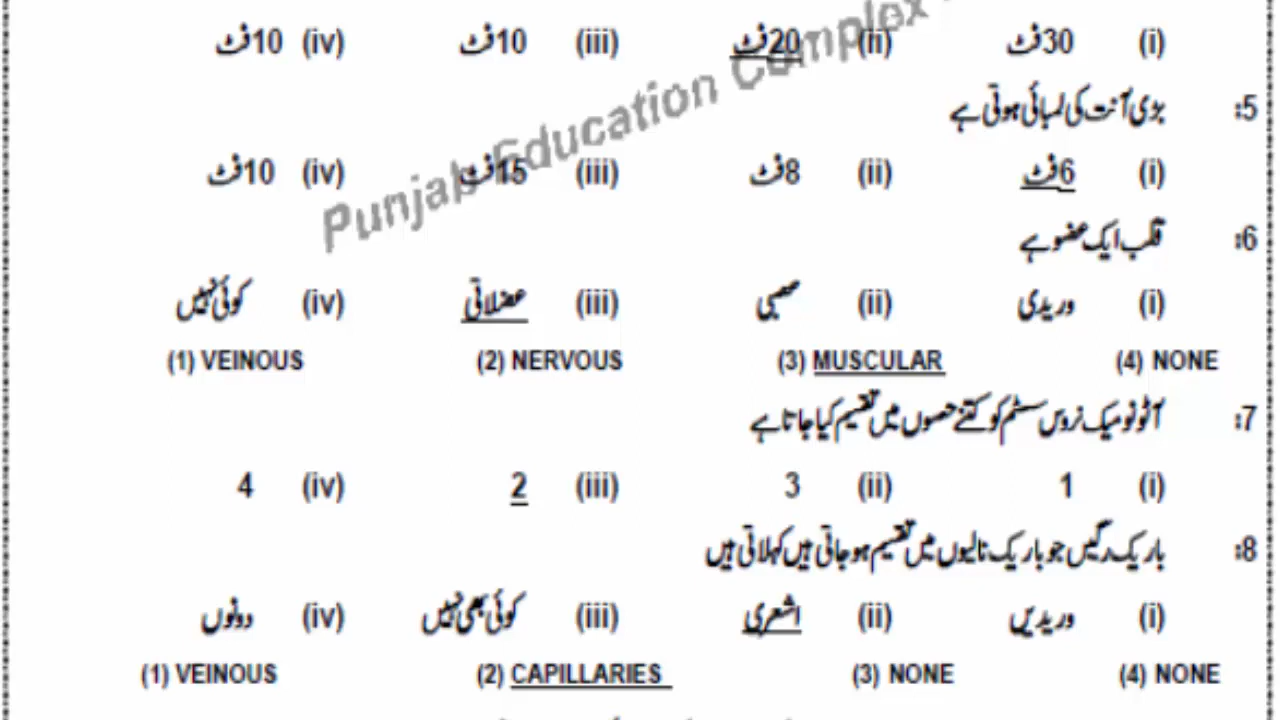 (i) 30فٹ (ii) 20فٹ (iii) 10فٹ (iv) 10فٹ
5: بڑی آنت کی لمبائی ہوتی ہے
(i) 6فٹ (ii) 8فٹ (iii) 15فٹ (iv) 10فٹ
6: قلب ایک عضو ہے
(i) وریدی (ii) عصبی (iii) عضلاتی (iv) کوئی نہیں
(1) VEINOUS (2) NERVOUS (3) MUSCULAR (4) NONE
7: آٹونومیک نروس سسٹم کو کتنے حصوں میں تقسیم کیا جاتا ہے
(i) 1 (ii) 3 (iii) 2 (iv) 4
8: باریک رگیں جو باریک نالیوں میں تقسیم ہو جاتی ہیں کہلاتی ہیں
(i) وریدیں (ii) اشعری (iii) کوئی بھی نہیں (iv) دونوں
(1) VEINOUS (2) CAPILLARIES (3) NONE (4) NONE
Punjab Education Complex